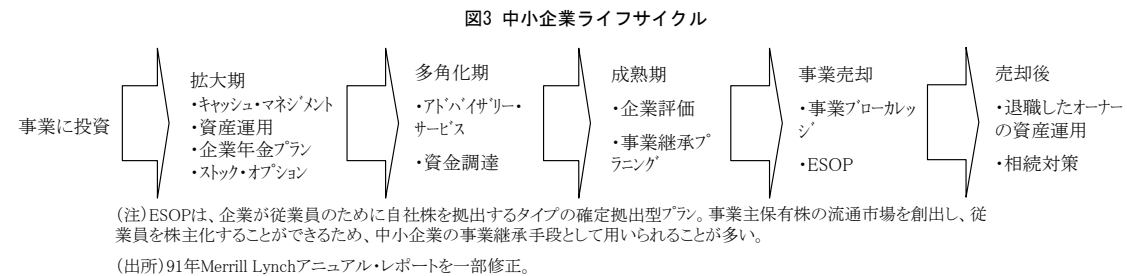 図3 中小企業ライフサイクル
事業に投資
拡大期
・キャッシュ・マネジメント
・資産運用
・企業年金プラン
・ストック・オプション
多角化期
・アドバイザリー・
サービス
・資金調達
成熟期
・企業評価
・事業継承プ
ラニング
事業売却
・事業ブローカレッ
ジ
・ESOP
売却後
・退職したオーナー
の資産運用
・相続対策
(注)ESOPは、企業が従業員のために自社株を拠出するタイプの確定拠出型プラン。事業主保有株の流通市場を創出し、従
業員を株主化することができるため、中小企業の事業継承手段として用いられることが多い。
(出所)91年Merrill Lynchアニュアル・レポートを一部修正。